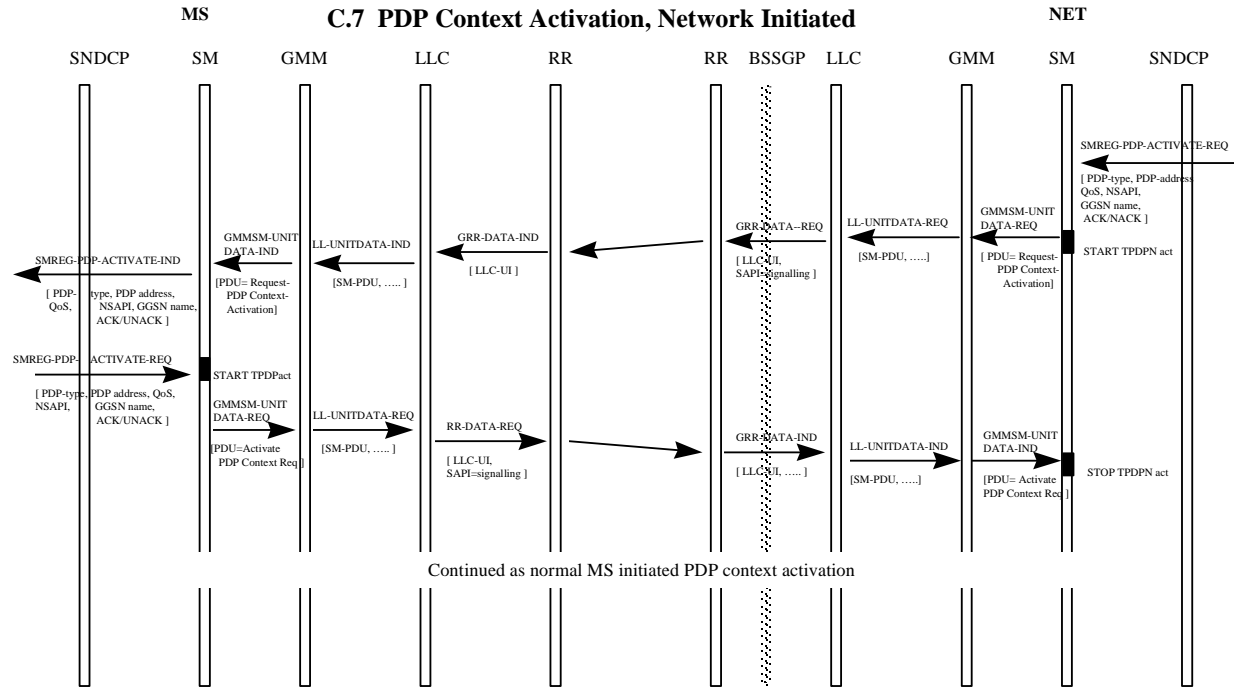 MS
C.7 PDP Context Activation, Network Initiated
NET
SNDCP SM GMM LLC RR RR BSSGP LLC GMM SM SNDCP
SMREG-PDP-ACTIVATE-REQ
[ PDP-type, PDP-address
QoS, NSAPI,
GGSN name,
ACK/NACK ]
GMMSM-UNIT
DATA-REQ
[ PDU= Request-
PDP Context-
Activation]
START TPDPN act
LL-UNITDATA-REQ
[SM-PDU, …..]
GRR-DATA--REQ
[ LLC-UI,
SAPI=signalling ]
GRR-DATA-IND
[ LLC-UI ]
LL-UNITDATA-IND
[SM-PDU, ….. ]
GMMSM-UNIT
DATA-IND
[PDU= Request-
PDP Context-
Activation]
SMREG-PDP-ACTIVATE-IND
[ PDP- type, PDP address,
QoS, NSAPI, GGSN name,
ACK/UNACK ]
SMREG-PDP- ACTIVATE-REQ
[ PDP-type, PDP address, QoS,
NSAPI, GGSN name,
ACK/UNACK ]
START TPDPact
GMMSM-UNIT
DATA-REQ
[PDU=Activate
PDP Context Req ]
LL-UNITDATA-REQ
[SM-PDU, ….. ]
RR-DATA-REQ
[ LLC-UI,
SAPI=signalling ]
GRR-DATA-IND
[ LLC-UI, ….. ]
LL-UNITDATA-IND
[SM-PDU, …..]
GMMSM-UNIT
DATA-IND
[PDU= Activate
PDP Context Req ]
STOP TPDPN act
Continued as normal MS initiated PDP context activation